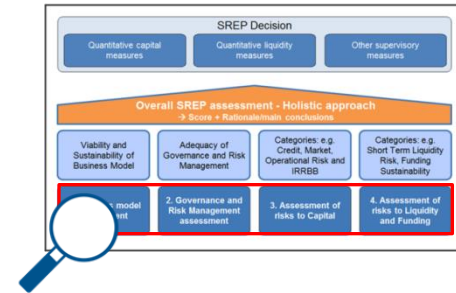 SREP Decision
Quantitative capital
measures
Quantitative liquidity
measures
Other supervisory
measures
Overall SREP assessment - Holistic approach
→ Score + Rationale/main conclusions
Viability and
Sustainability of
Business Model
Adequacy of
Governance and Risk
Management
Categories: e.g.
Credit, Market,
Operational Risk and
IRRBB
Categories: e.g.
Short Term Liquidity
Risk, Funding
Sustainability
model
2. Governance and
Risk Management
assessment
3. Assessment of
risks to Capital
4. Assessment of
risks to Liquidity
and Funding